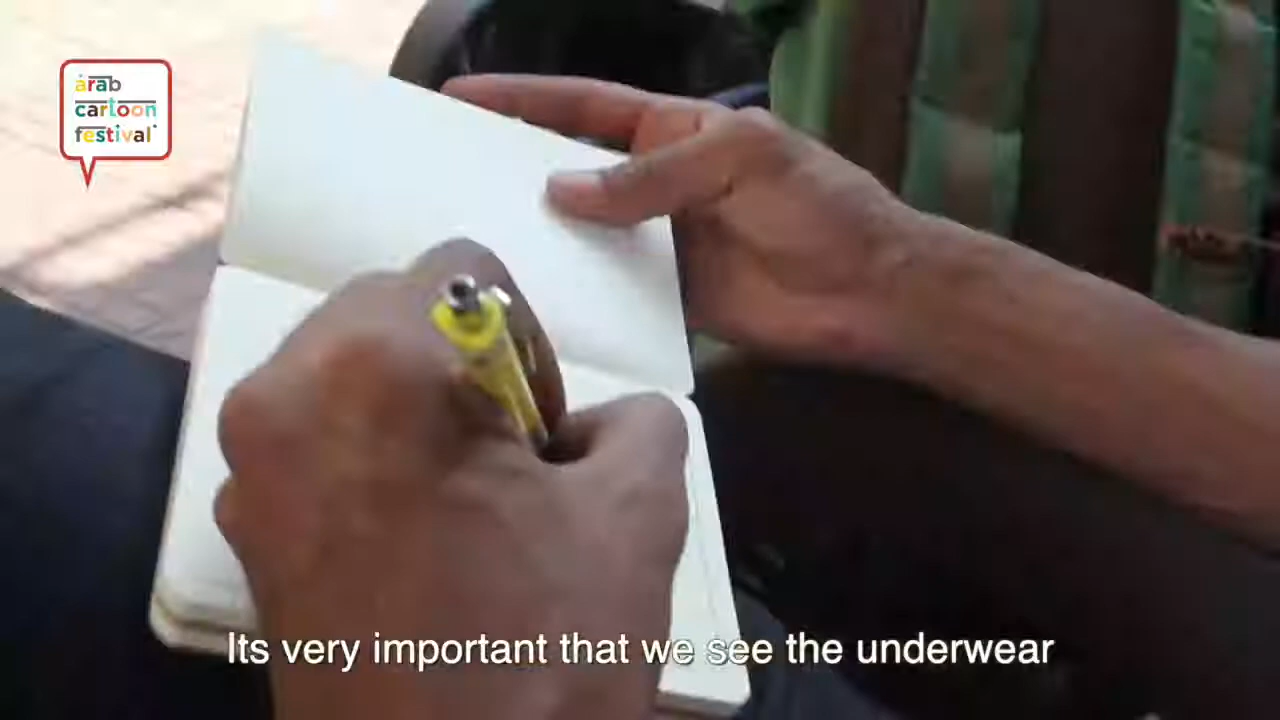 arab
cartoon
festival
Its very important that we see the underwear